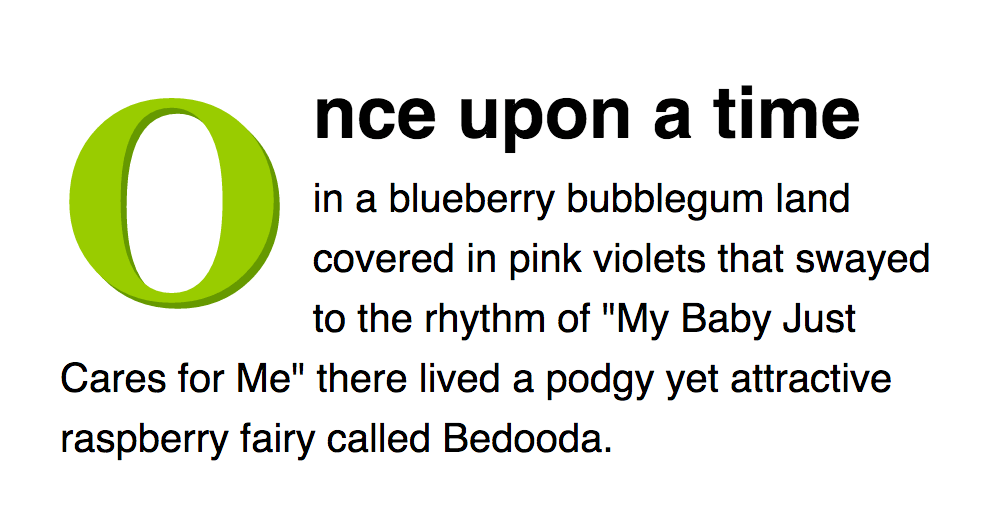 Once upon a time
in a blueberry bubblegum land
covered in pink violets that swayed
to the rhythm of "My Baby Just
Cares for Me" there lived a podgy yet attractive
raspberry fairy called Bedooda.